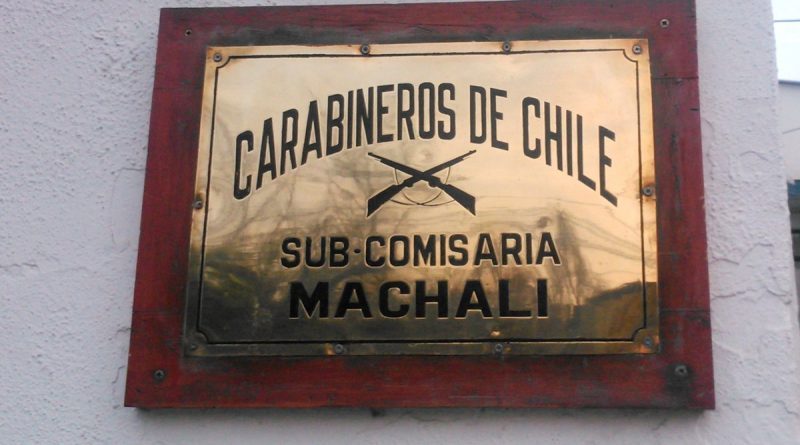 CARABINEROS DE CHILE
SUB-COMISARIA
MACHALI